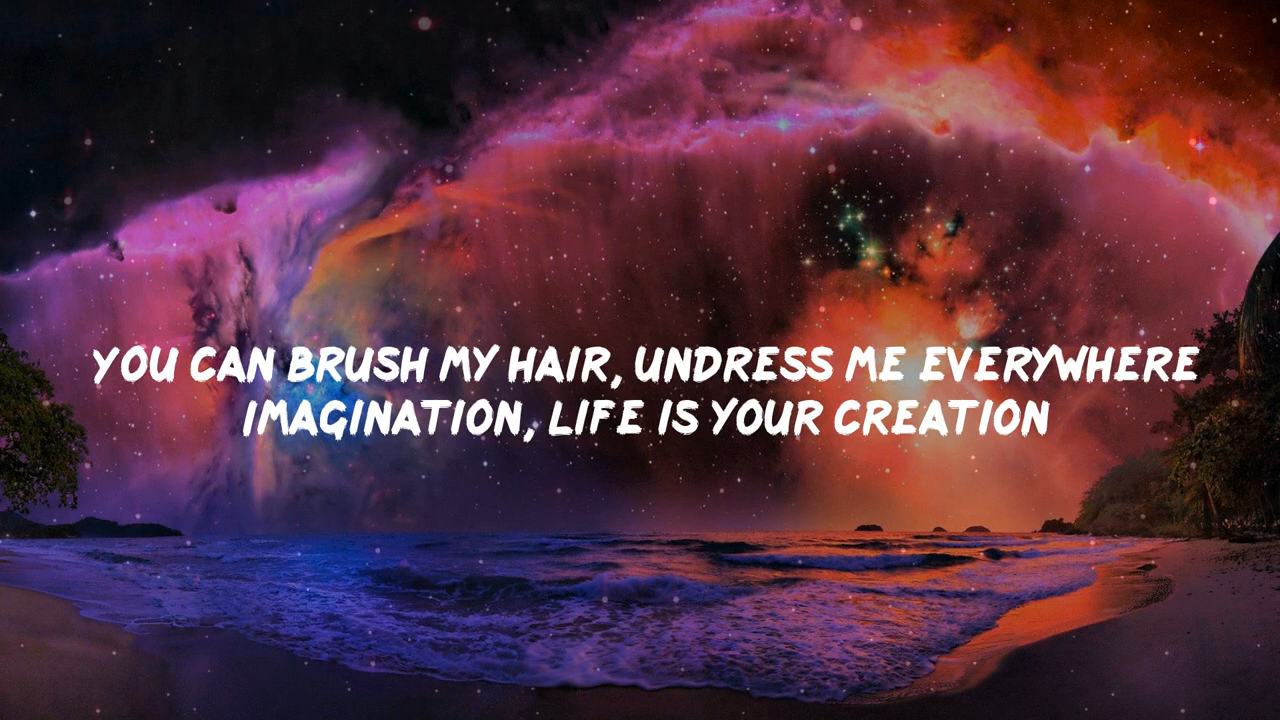 YOU CAN BRUSH MY HAIR, UNDRESS ME EVERYWHERE
IMAGINATION, LIFE IS YOUR CREATION